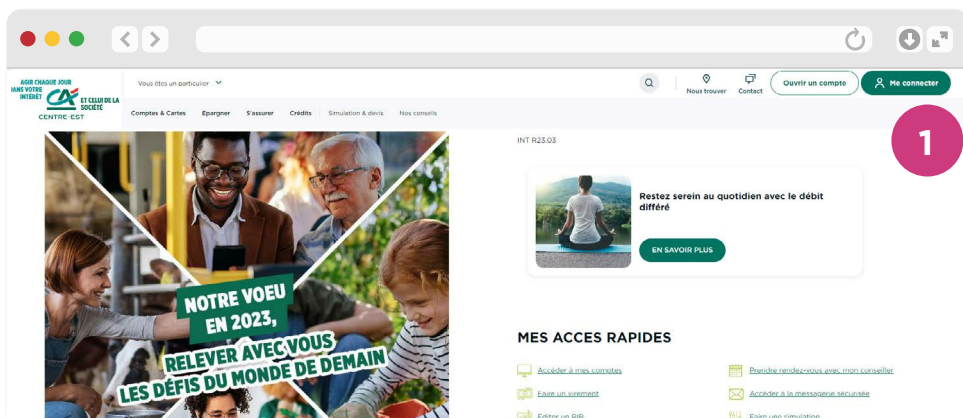 AGIR CHAQUE JOUR
DANS VOTRE
INTÉRÊT
CA
ET CELUI DE LA
SOCIÉTÉ
CENTRE-EST
Vous êtes un particulier
Nous trouver
Contact
Ouvrir un compte
Me connecter
Comptes & Cartes
Epargner
S'assurer
Crédits
Simulation & devis
Nos conseils
1
INT R23.03
Restez serein au quotidien avec le débit
différé
EN SAVOIR PLUS
NOTRE VOEU
EN 2023,
RELEVER AVEC VOUS
LES DÉFIS DU MONDE DE DEMAIN
MES ACCES RAPIDES
Accéder à mes comptes
Prendre rendez-vous avec mon conseiller
Faire un virement
Accéder à la messagerie sécurisée
Editer un RIB
Faire une simulation